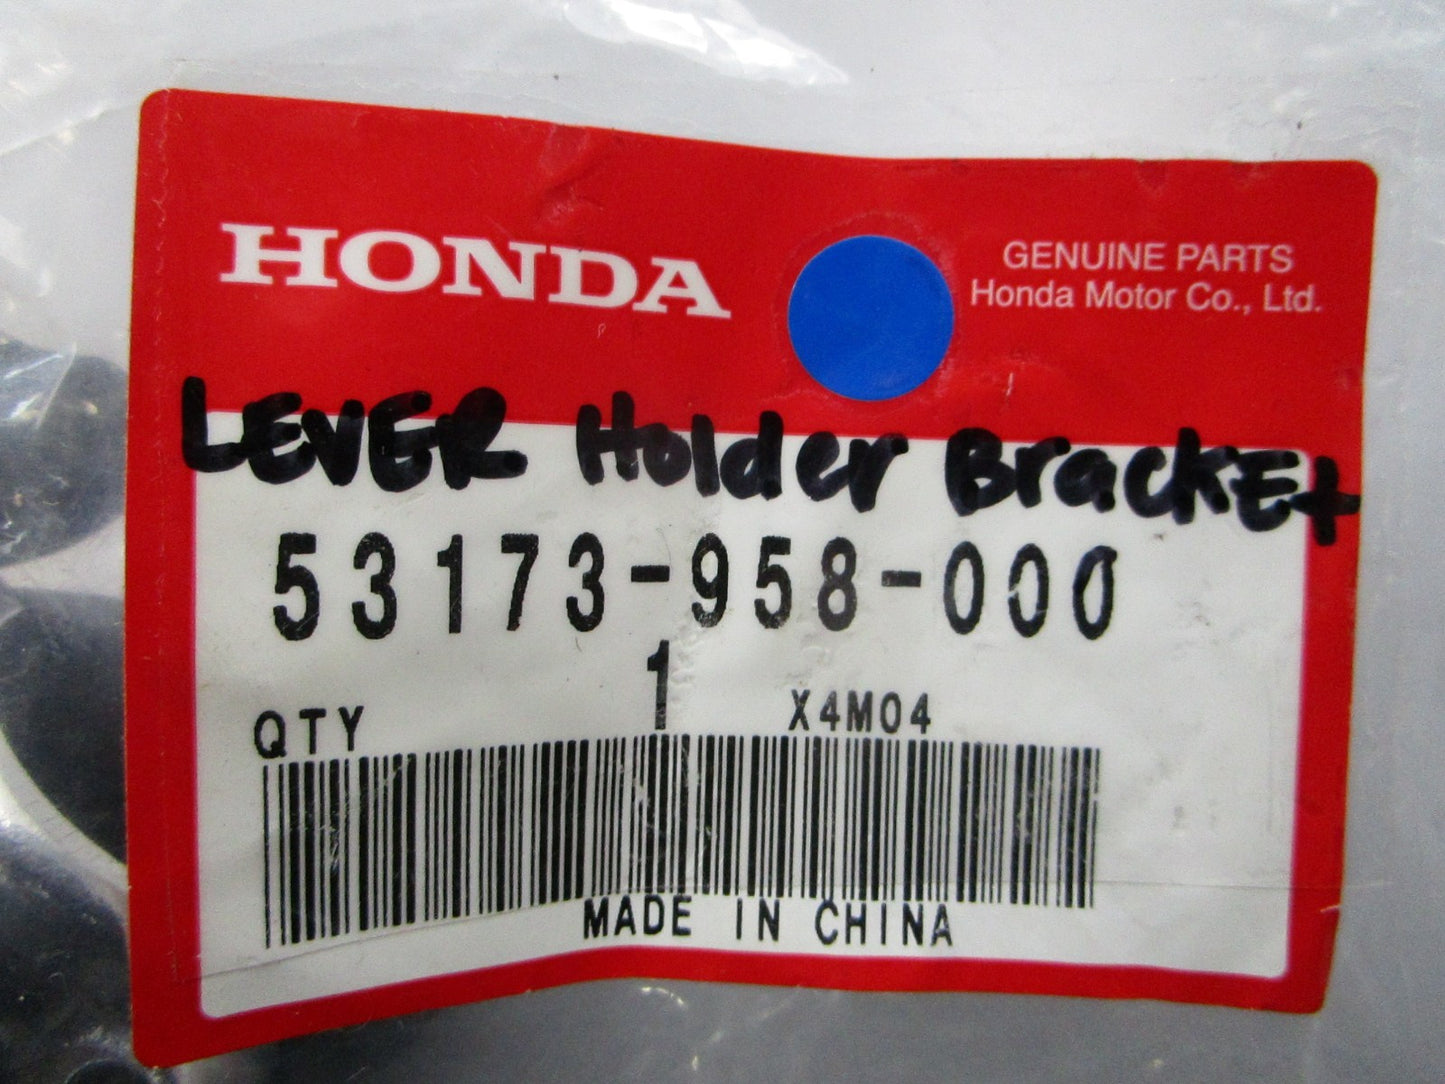 HONDA
GENUINE PARTS
Honda Motor Co., Ltd.
LEVER Holder BrackEt
53173-958-000
1
QTY X4M04
MADE IN CHINA